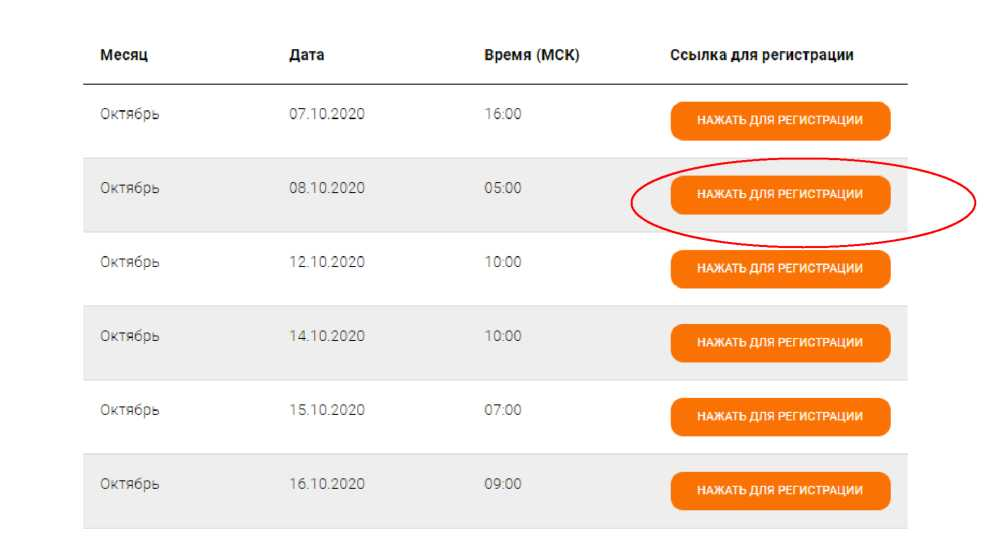 Месяц Дата Время (МСК) Ссылка для регистрации
Октябрь 07.10.2020 16:00 НАЖАТЬ ДЛЯ РЕГИСТРАЦИИ
Октябрь 08.10.2020 05:00 НАЖАТЬ ДЛЯ РЕГИСТРАЦИИ
Октябрь 12.10.2020 10:00 НАЖАТЬ ДЛЯ РЕГИСТРАЦИИ
Октябрь 14.10.2020 10:00 НАЖАТЬ ДЛЯ РЕГИСТРАЦИИ
Октябрь 15.10.2020 07:00 НАЖАТЬ ДЛЯ РЕГИСТРАЦИИ
Октябрь 16.10.2020 09:00 НАЖАТЬ ДЛЯ РЕГИСТРАЦИИ